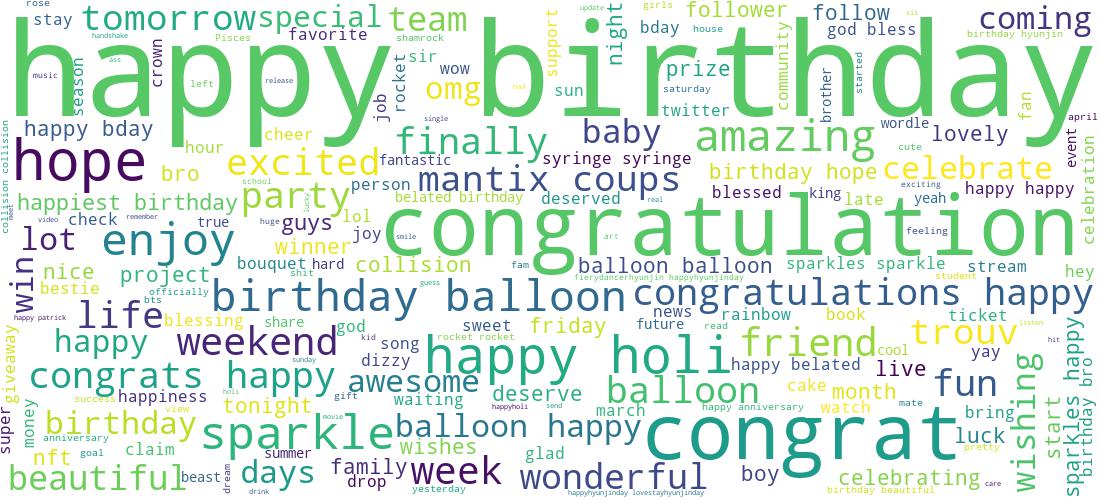 rose
stay
tomorrow
special
team
night
support
girls
update
bday
house
follower
follow
god bless
sis
coming
birthday hyunjin
handshake
Pisces
favorite
shamrock
sir
crown
season
ass
music
left
release
happy birthday
job
rocket
wow
omg
sun
bad
prize
saturday
twitter
community
brother
started
fan
april
single
happy bday
hour
cheer
finally
baby
amazing
wordle
lovely
cute
event
celebration
collision collision
hope
bro
excited
fantastic
syringe syringe
birthday hope
celebrate
school
person
mantix coups
blessed
king
exciting
yeah
happy happy
happiest birthday
party
lucky
belated birthday
deserved
real
late
meet
video
check
remember
true
huge
guys
lol
joy
smile
congratulation
art
feeling
lot
enjoy
winner
win
nice
bestie
project
bouquet
hard
collision
fam
balloon balloon
sparkles sparkle
stream
hey
shit
fierydancerhyunjin happyhyunjinday
student
officially
bts
birthday balloon
guess
congratulations happy
happy patrick
life
blessing
share
god
sweet
friday
news
future
rainbow
read
book
ticket
listen
giveaway
happy
weekend
kid
song
rocket rocket
happy holi
friend
cool
trouv
yay
hit
sunday
dizzy
happy belated
live
congrats happy
awesome
deserve
balloon
cake
month
fun
wishing
success
happiness
holi
gift
waiting
happyholi
send
march
happy anniversary
watch
mate
bring
start
sparkles happy
birthday bro
super
money
birthday
view
tonight
movie
sparkle
balloon happy
congrat
luck
anniversary
nft
goal
claim
summer
wishes
glad
pretty
beautiful
beast
dream
days
drink
family
drop
week
yesterday
wonderful
boy
celebrating
care
happyhyunjinday lovestayhyunjinday
birthday beautiful